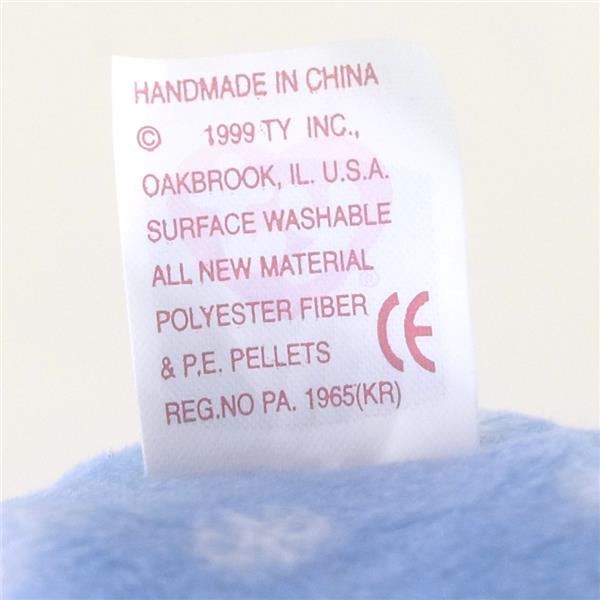 HANDMADE IN CHINA
© 1999 TY INC.,
OAKBROOK, IL. U.S.A.
SURFACE WASHABLE
ALL NEW MATERIAL
POLYESTER FIBER
& P.E. PELLETS
REG.NO PA. 1965(KR)
CE